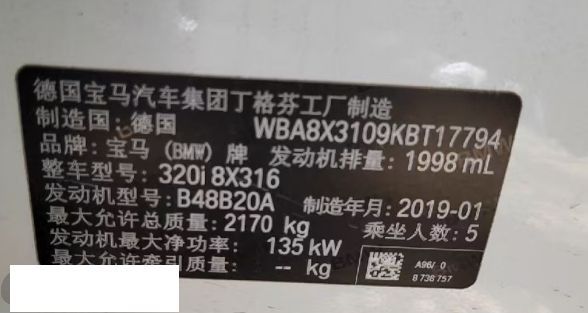 德国宝马汽车集团丁格芬工厂制造
制造国: 德国 WBA8X3109KBT17794
品牌: 宝马 (BMW) 牌 发动机排量: 1998 mL
整车型号: 320i 8X316
发动机型号: B48B20A 制造年月: 2019-01
最大允许总质量: 2170 kg 乘坐人数: 5
发动机最大净功率: 135 kW
最大允许牵引质量: -- kg
A96/ 0
8 738 757